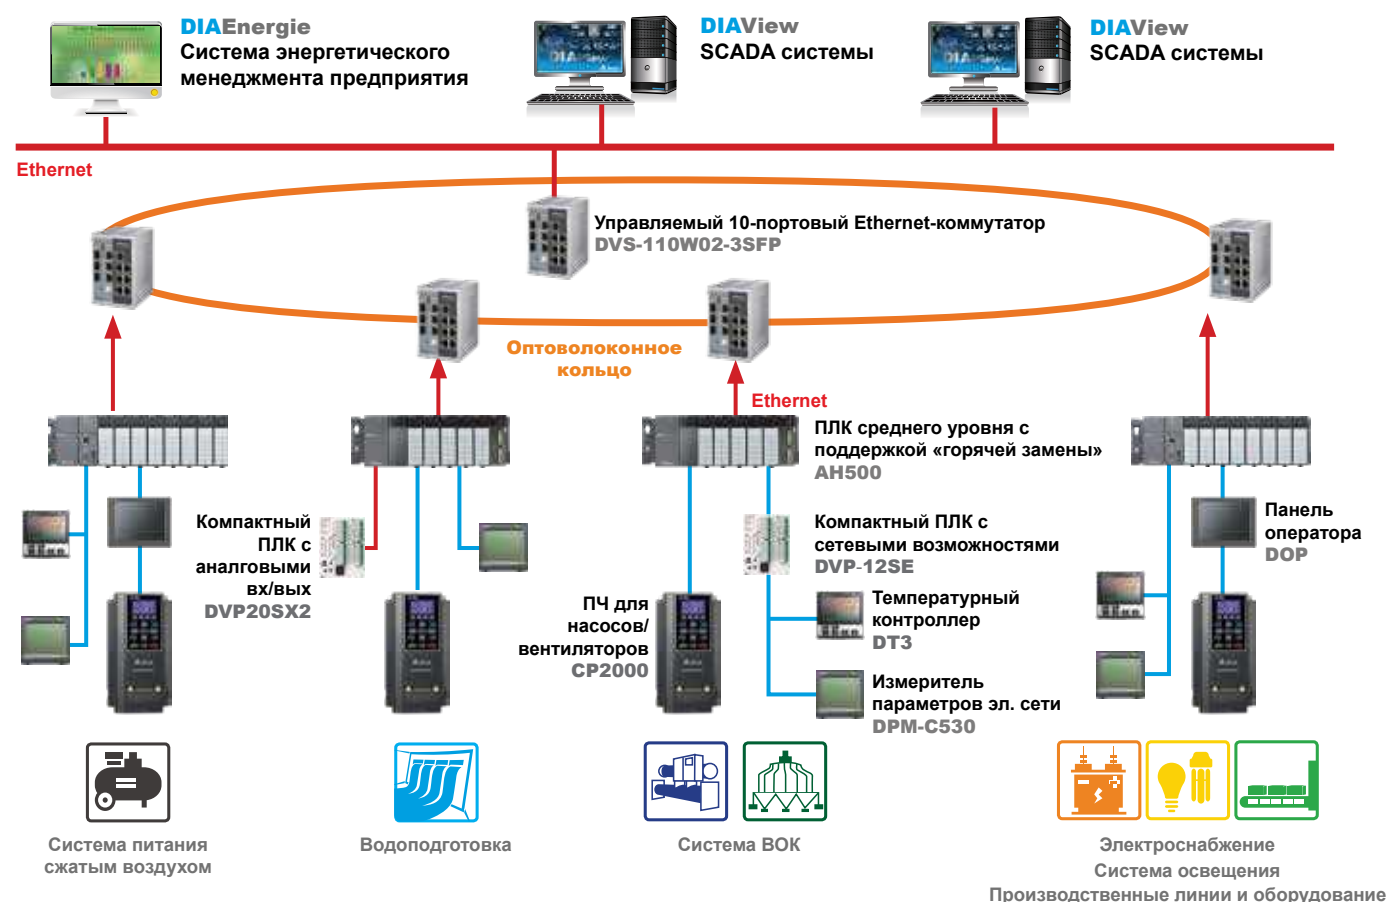 DIAEnergie
Система энергетического
менеджмента предприятия
DIAView
SCADA системы
DIAView
SCADA системы
Ethernet
Управляемый 10-портовый Ethernet-коммутатор
DVS-110W02-3SFP
Оптоволоконное
кольцо
Ethernet
ПЛК среднего уровня с
поддержкой «горячей замены»
AH500
Компактный
ПЛК с
аналговыми
вх/вых
DVP20SX2
Компактный ПЛК с
сетевыми возможностями
DVP-12SE
Панель
оператора
DOP
ПЧ для
насосов/
вентиляторов
CP2000
Температурный
контроллер
DT3
Измеритель
параметров эл. сети
DPM-C530
Система питания
сжатым воздухом
Водоподготовка
Система ВОК
Электроснабжение
Система освещения
Производственные линии и оборудование